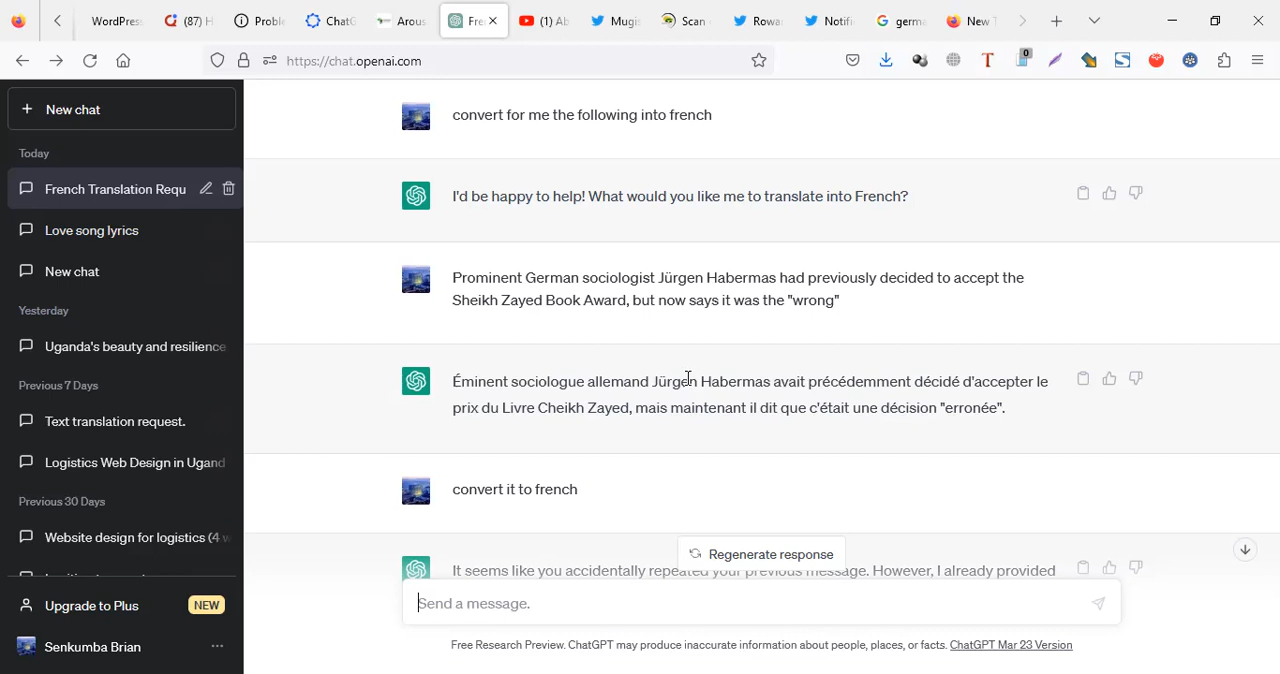 WordPress
(87) H
Proble
ChatG
Arous
Fre
(1) Ab
Mugis
Scan
Rowa
Notifi
germa
New T
https://chat.openai.com
T
0
S
New chat
Today
French Translation Requ
Love song lyrics
New chat
Yesterday
Uganda's beauty and resilience
Previous 7 Days
Text translation request.
Logistics Web Design in Ugand
Previous 30 Days
Website design for logistics (4 w
Upgrade to Plus NEW
Senkumba Brian
convert for me the following into french
I'd be happy to help! What would you like me to translate into French?
Prominent German sociologist Jürgen Habermas had previously decided to accept the
Sheikh Zayed Book Award, but now says it was the "wrong"
Éminent sociologue allemand Jürgen Habermas avait précédemment décidé d'accepter le
prix du Livre Cheikh Zayed, mais maintenant il dit que c'était une décision "erronée".
convert it to french
Regenerate response
It seems like you accidentally repeated your previous message. However, I already provided
Send a message.
Free Research Preview. ChatGPT may produce inaccurate information about people, places, or facts. ChatGPT Mar 23 Version